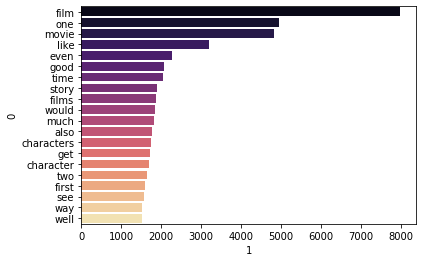 film
one
movie
like
even
good
time
story
films
would
much
also
characters
get
character
two
first
see
way
well
0
0 1000 2000 3000 4000 5000 6000 7000 8000
1